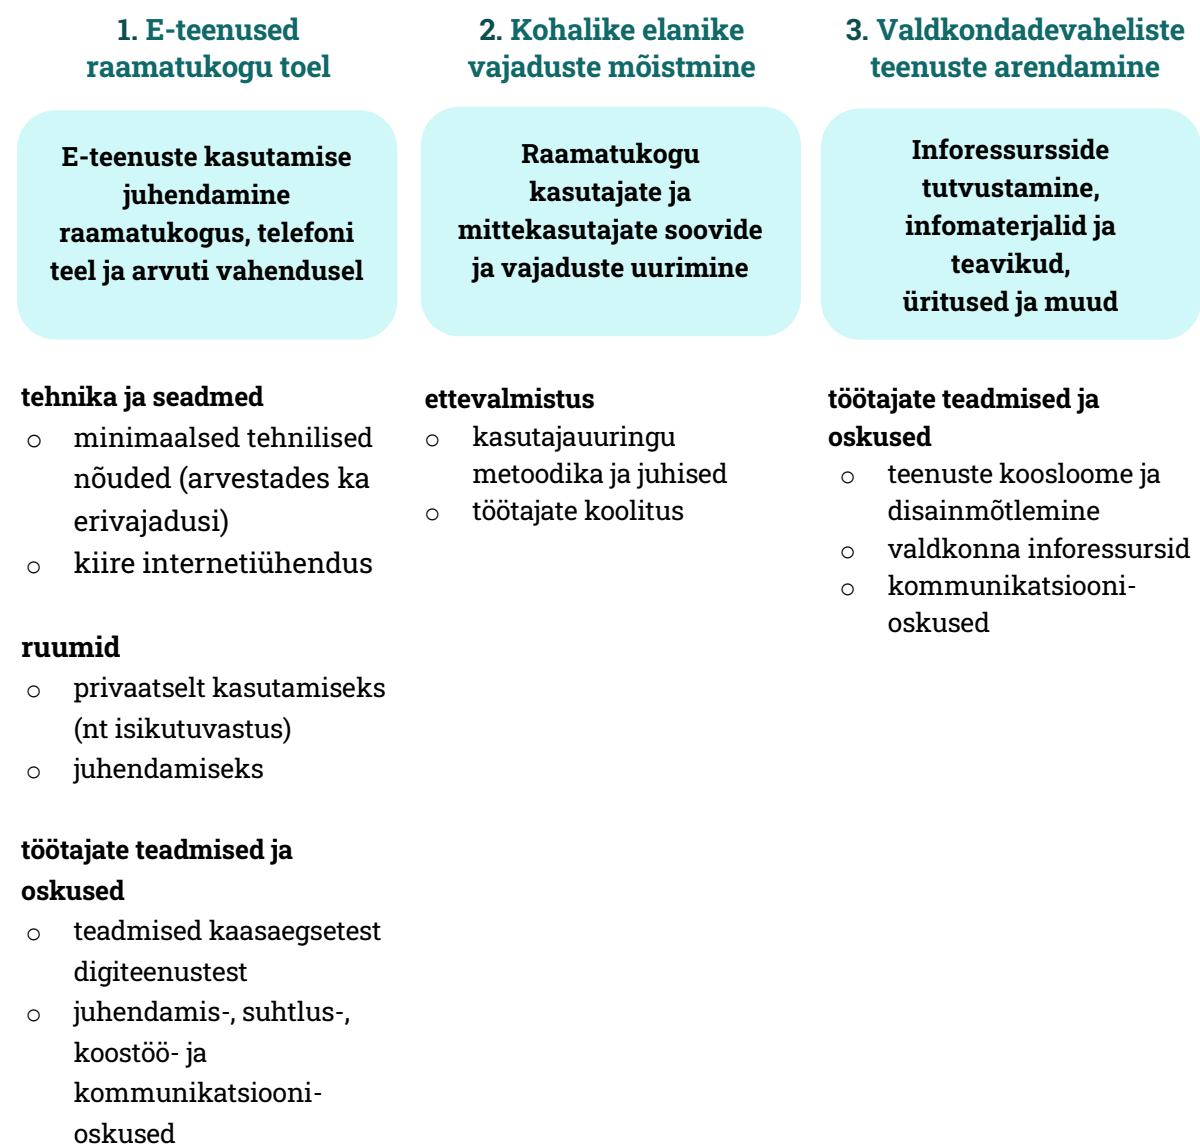 1. E-teenused
raamatukogu toel
E-teenuste kasutamise
juhendamine
raamatukogus, telefoni
teel ja arvuti vahendusel
tehnika ja seadmed
o minimaalsed tehnilised
nõuded (arvestades ka
erivajadusi)
o kiire internetiühendus
ruumid
o privaatselt kasutamiseks
(nt isikutuvastus)
o juhendamiseks
töötajate teadmised ja
oskused
o teadmised kaasaegsetest
digiteenustest
o juhendamis-, suhtlus-,
koostöö- ja
kommunikatsiooni-
oskused
2. Kohalike elanike
vajaduste mõistmine
Raamatukogu
kasutajate ja
mittekasutajate soovide
ja vajaduste uurimine
ettevalmistus
o kasutajauuringu
metoodika ja juhised
o töötajate koolitus
3. Valdkondadevaheliste
teenuste arendamine
Inforessursside
tutvustamine,
infomaterjalid ja
teavikud,
üritused ja muud
töötajate teadmised ja
oskused
o teenuste koosloome ja
disainmõtlemine
o valdkonna inforessursid
o kommunikatsiooni-
oskused